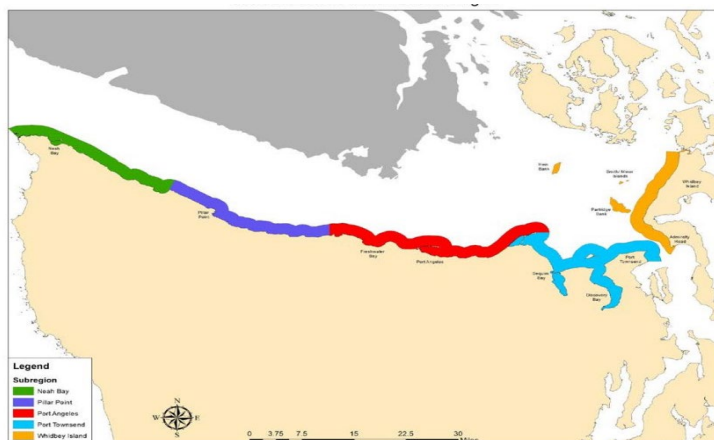 Neah
Bay
Pillar
Point
Freshwater
Bay
Port Angeles
Sequim
Bay
Discovery
Bay
Port
Townsend
Admiralty
Head
Whidbey
Island
Partridge
Bank
Smith/Minor
Islands
Legend
Subregion
Neah Bay
Pillar Point
Port Angeles
Port Townsend
Whidbey Island
N
W
E
S
0 3.75 7.5 15 22.5 30